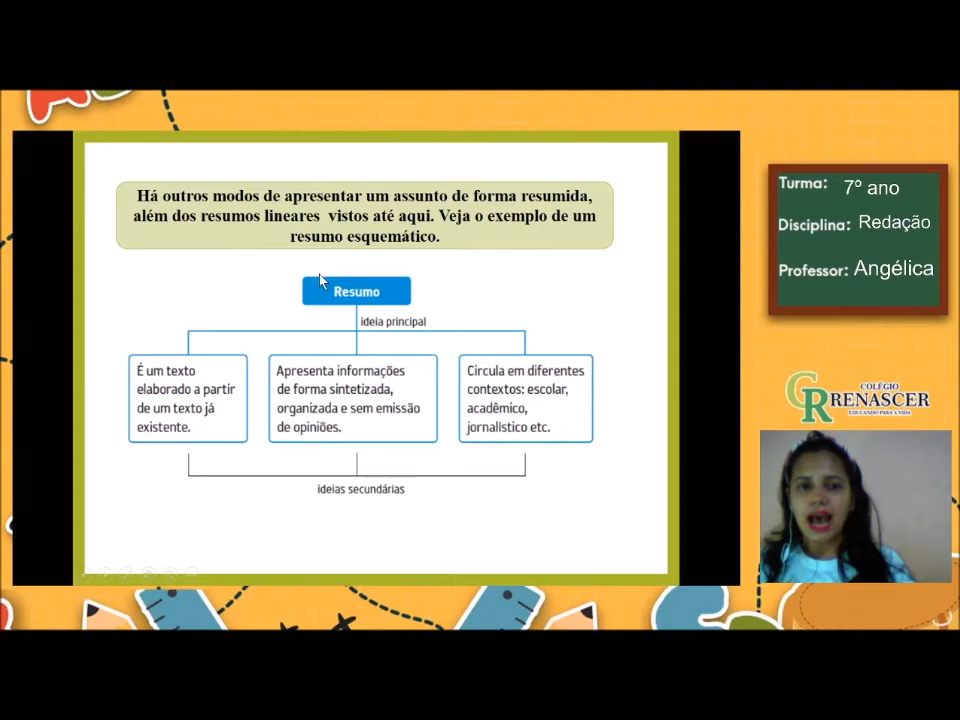 Há outros modos de apresentar um assunto de forma resumida,
além dos resumos lineares vistos até aqui. Veja o exemplo de um
resumo esquemático.
Resumo
ideia principal
É um texto
elaborado a partir
de um texto já
existente.
Apresenta informações
de forma sintetizada,
organizada e sem emissão
de opiniões.
Circula em diferentes
contextos: escolar,
acadêmico,
jornalístico etc.
ideias secundárias
Turma: 7º ano
Disciplina: Redação
Professor: Angélica
CR
COLÉGIO
RENASCER
EDUCANDO PARA A VIDA